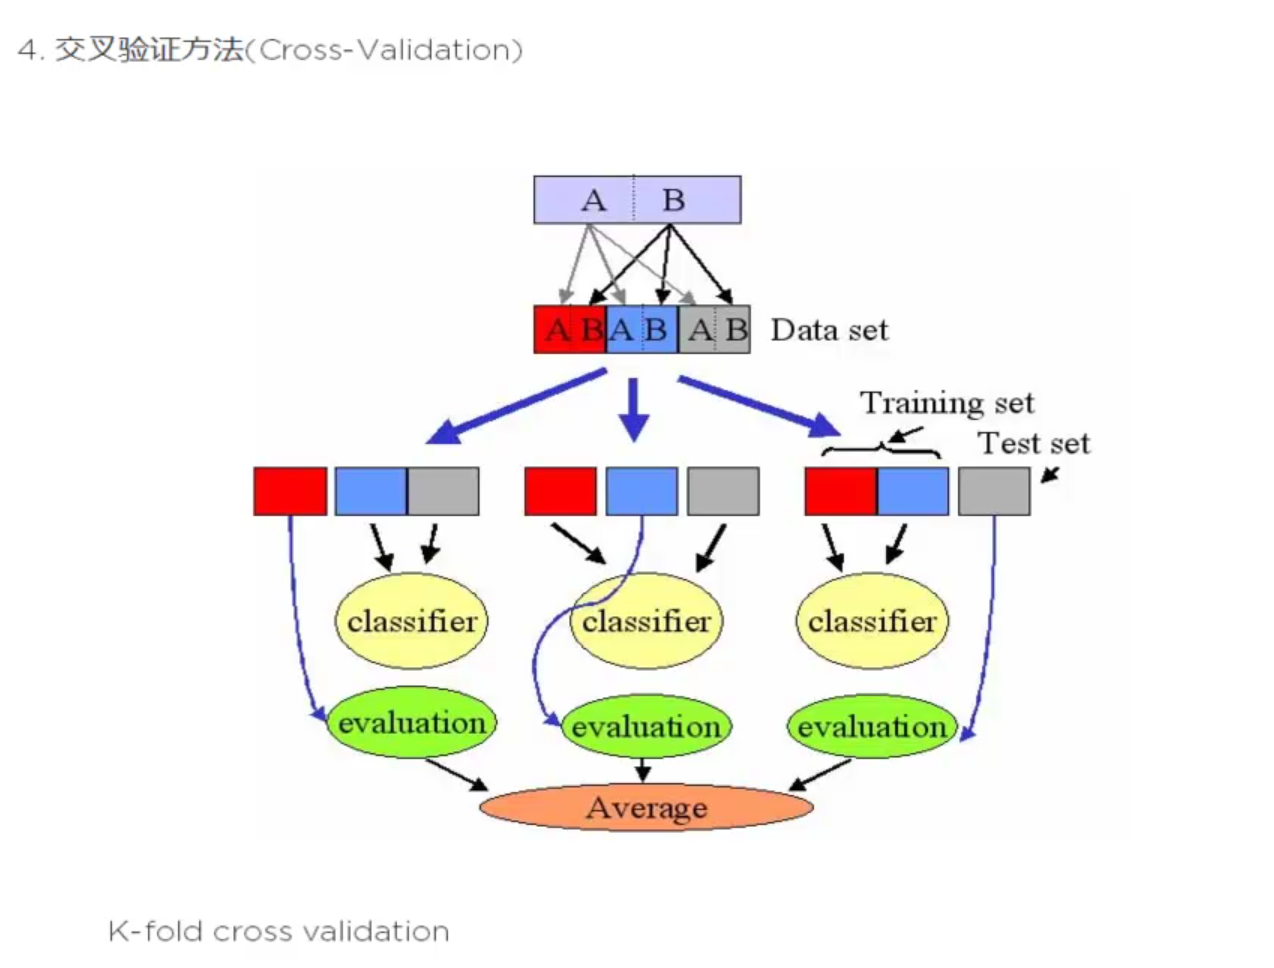 4. 交叉验证方法(Cross-Validation)
A B
A B A B A B Data set
Training set
Test set
classifier classifier classifier
evaluation evaluation evaluation
Average
K-fold cross validation